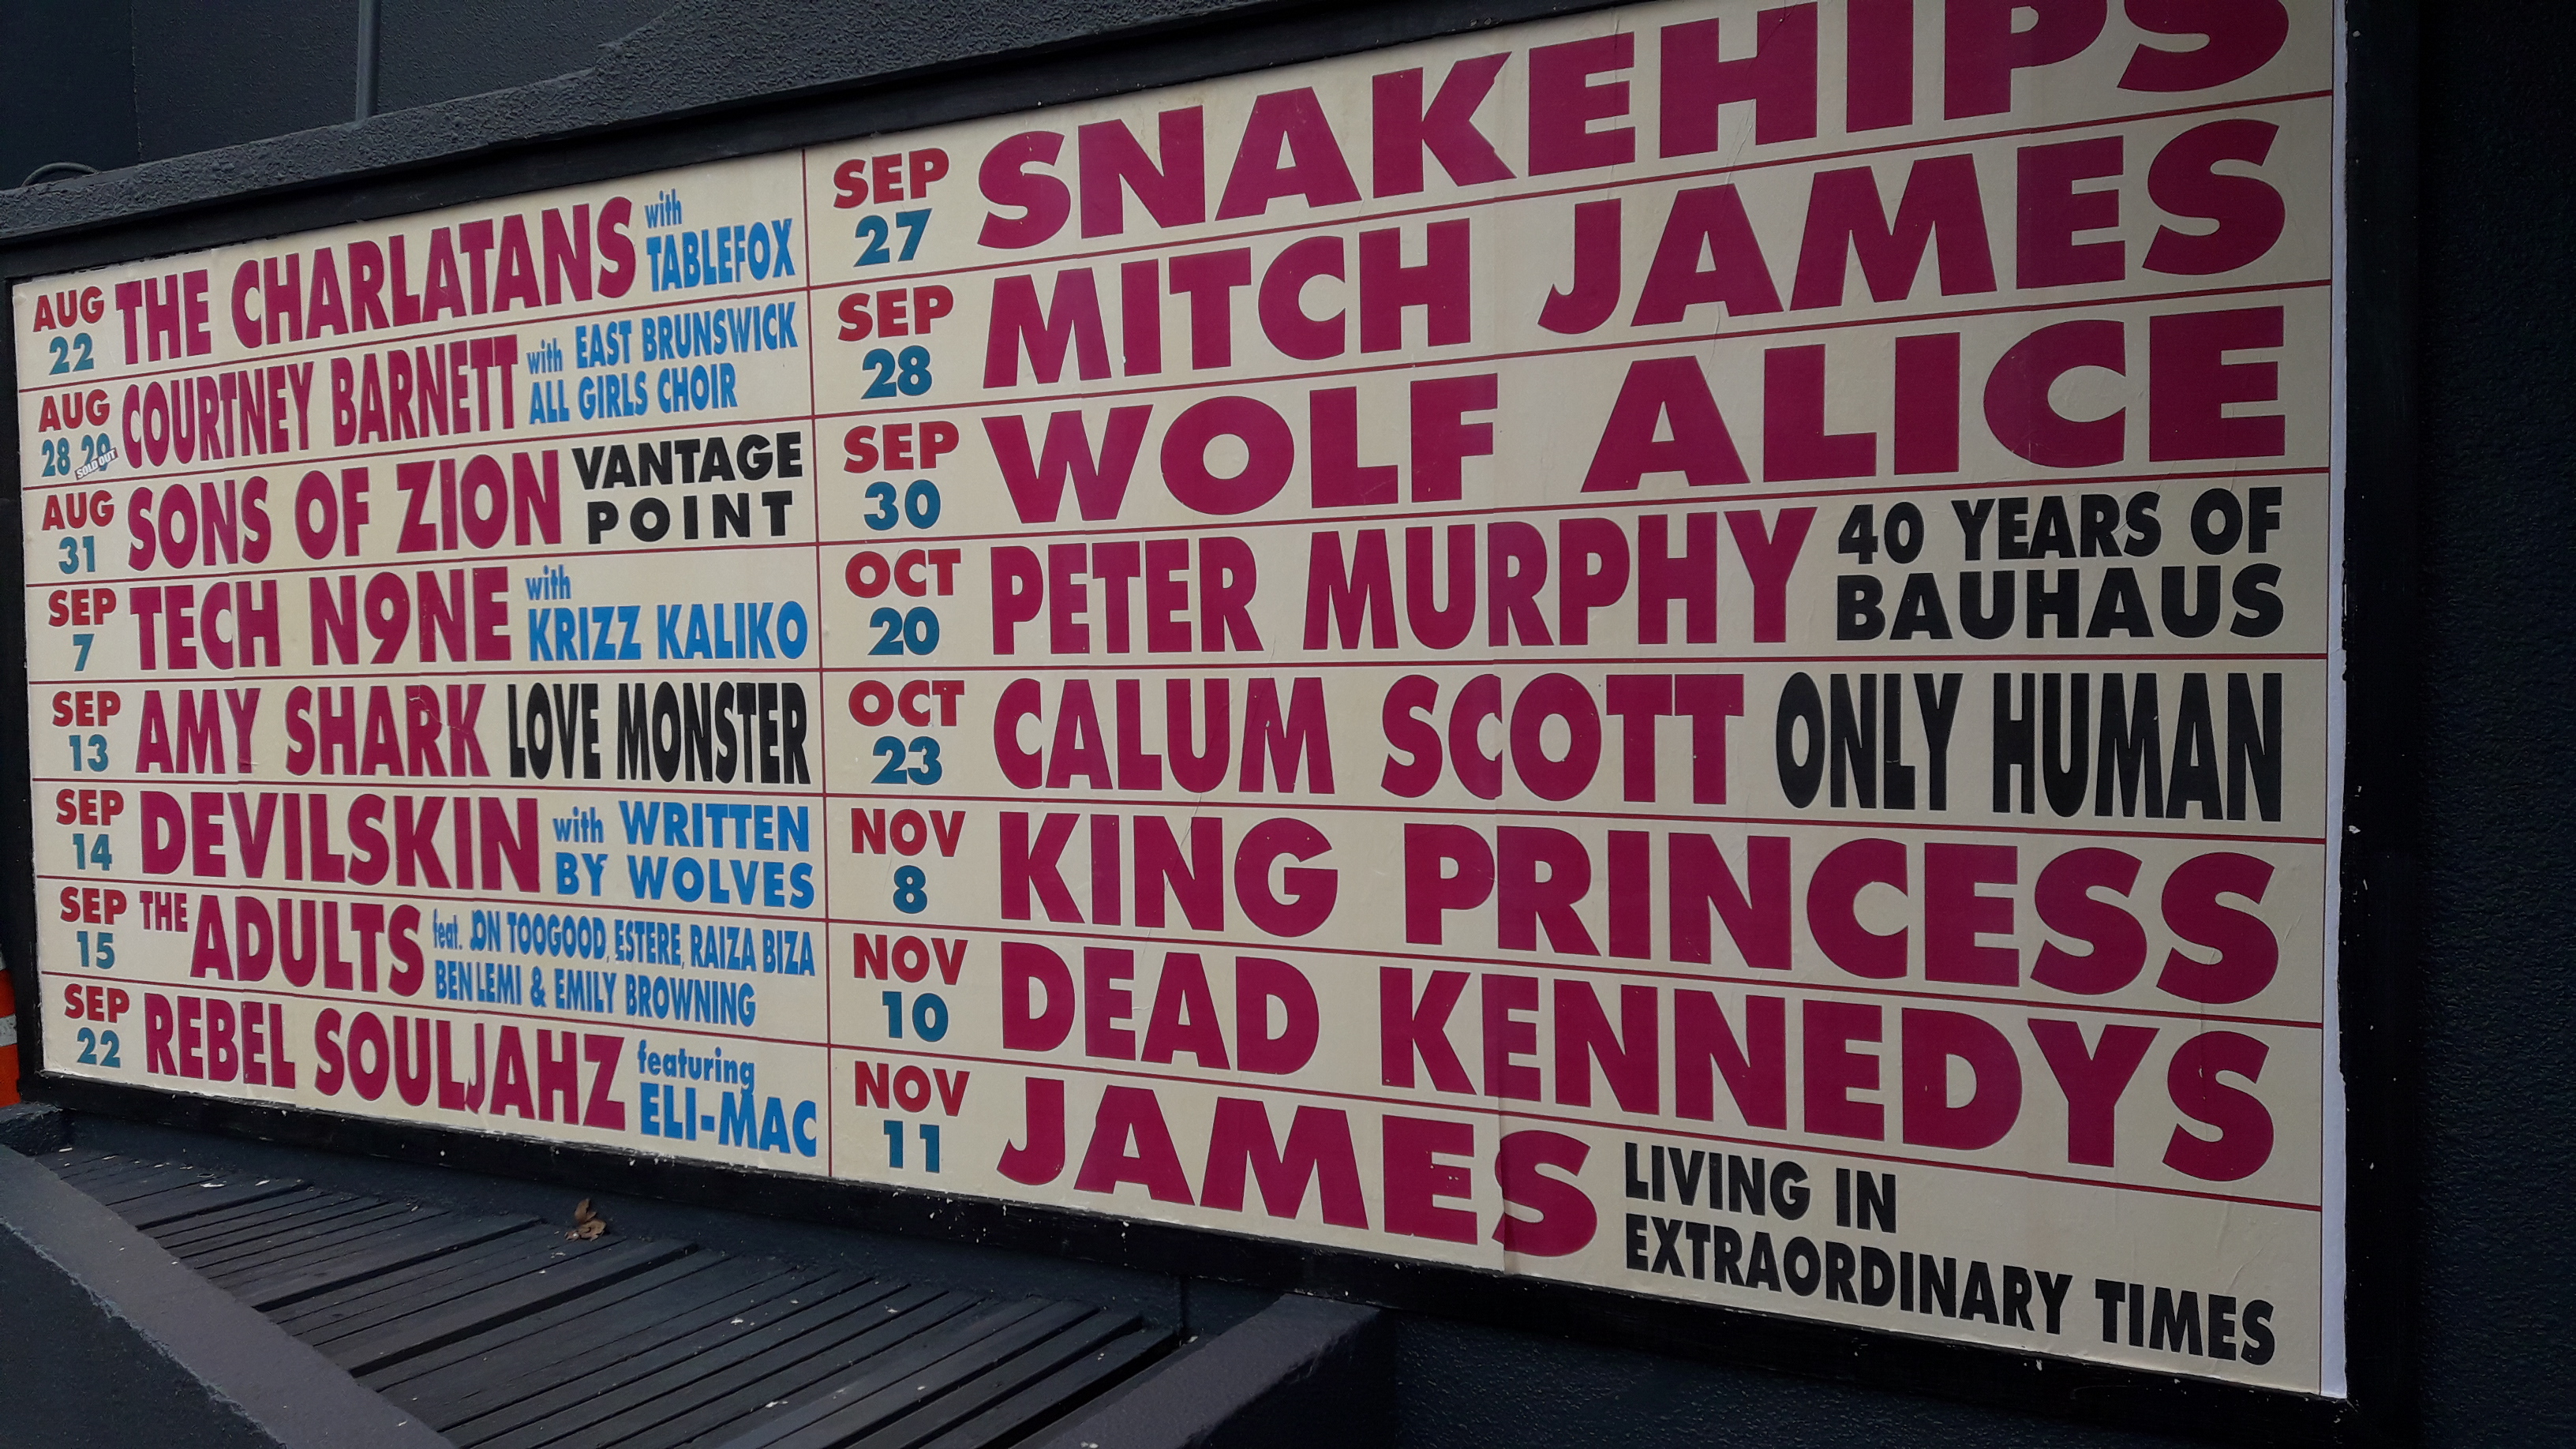 AUG 22 THE CHARLATANS with TABLEFOX
AUG 28 29 SOLD OUT COURTNEY BARNETT with EAST BRUNSWICK ALL GIRLS CHOIR
AUG 31 SONS OF ZION VANTAGE POINT
SEP 7 TECH N9NE with KRIZZ KALIKO
SEP 13 AMY SHARK LOVE MONSTER
SEP 14 DEVILSKIN with WRITTEN BY WOLVES
SEP 15 THE ADULTS feat. JON TOOGOOD, ESTERE, RAIZA BIZA BENLEMI & EMILY BROWNING
SEP 22 REBEL SOULJAHZ featuring ELI-MAC
SEP 27 SNAKEHIPS
SEP 28 MITCH JAMES
SEP 30 WOLF ALICE
OCT 20 PETER MURPHY 40 YEARS OF BAUHAUS
OCT 23 CALUM SCOTT ONLY HUMAN
NOV 8 KING PRINCESS
NOV 10 DEAD KENNEDYS
NOV 11 JAMES LIVING IN EXTRAORDINARY TIMES